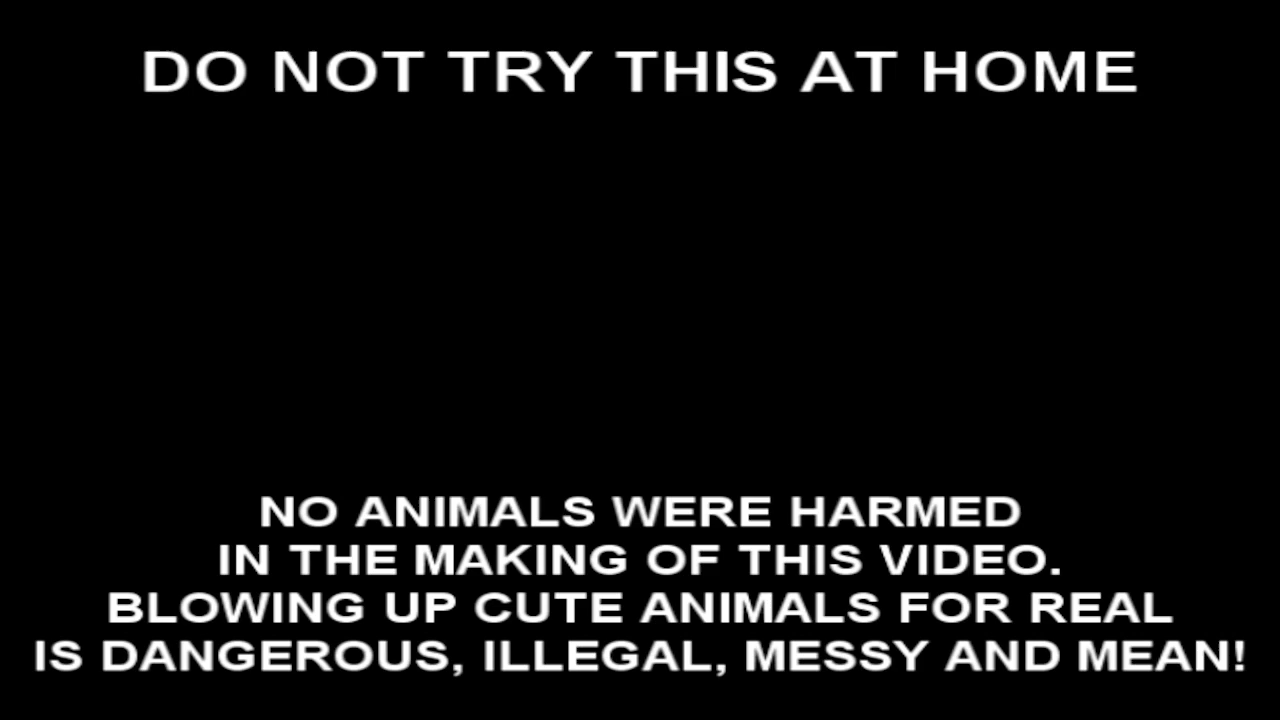 DO NOT TRY THIS AT HOME
NO ANIMALS WERE HARMED
IN THE MAKING OF THIS VIDEO.
BLOWING UP CUTE ANIMALS FOR REAL
IS DANGEROUS, ILLEGAL, MESSY AND MEAN!